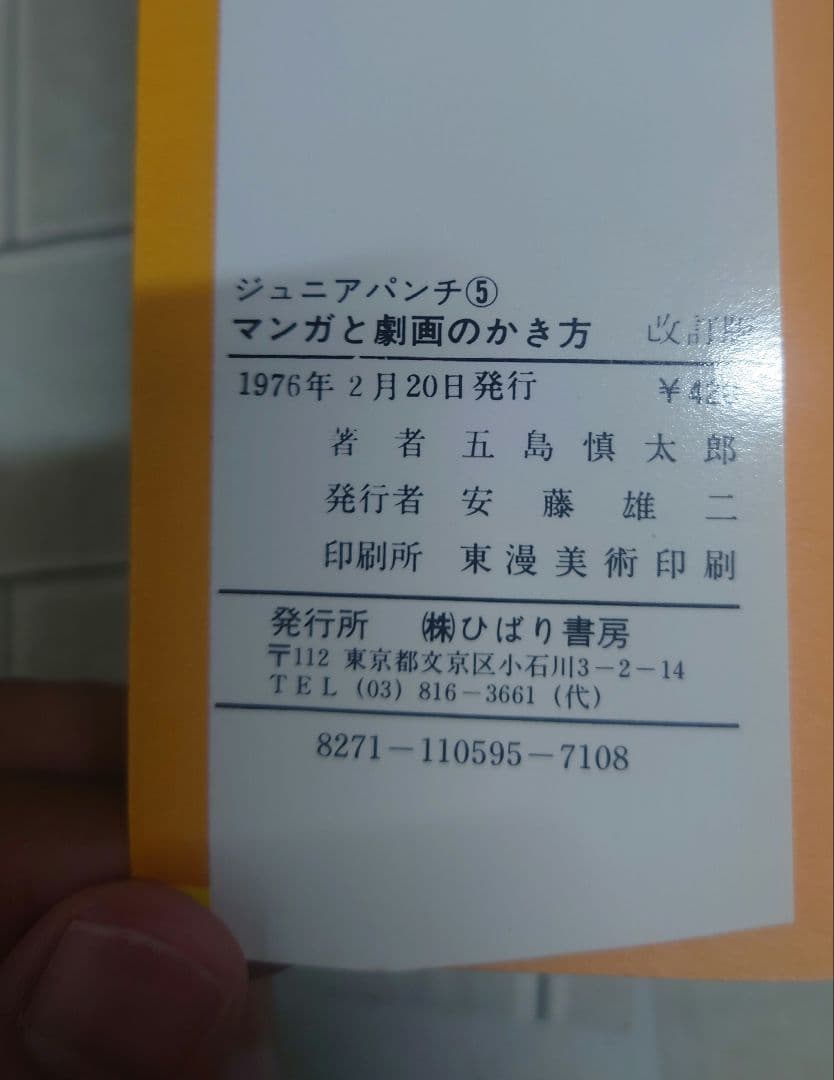 ジュニアパンチ⑤
マンガと劇画のかき方 改訂版
1976年2月20日発行
著者 五島慎太郎
発行者 安藤雄二
印刷所 東漫美術印刷
発行所 ㈱ひばり書房
〒112 東京都文京区小石川3-2-14
TEL (03) 816-3661 (代)
8271-110595-7108